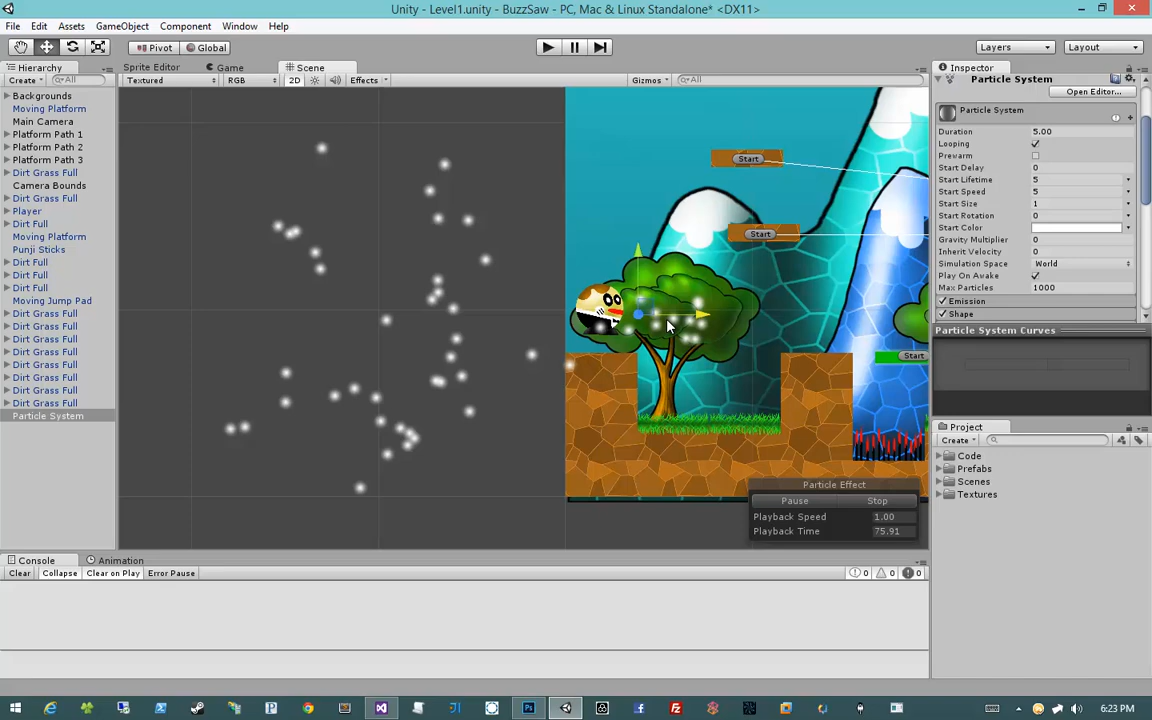 Unity - Level1.unity - BuzzSaw - PC, Mac & Linux Standalone* <DX11>
File Edit Assets GameObject Component Window Help
Pivot Global Layers Layout
Hierarchy Sprite Editor Game Scene Inspector
Create All Textured RGB 2D Effects Gizmos All Particle System
Open Editor...
Backgrounds
Moving Platform
Main Camera
Platform Path 1
Platform Path 2
Platform Path 3
Dirt Grass Full
Camera Bounds
Dirt Grass Full
Player
Dirt Full
Moving Platform
Punji Sticks
Dirt Full
Dirt Full
Dirt Full
Moving Jump Pad
Dirt Grass Full
Dirt Grass Full
Dirt Grass Full
Dirt Grass Full
Dirt Grass Full
Dirt Grass Full
Dirt Grass Full
Dirt Grass Full
Particle System
Start
Start
Start
Particle Effect
Pause Stop
Playback Speed 1.00
Playback Time 75.91
Particle System
Duration 5.00
Looping
Prewarm
Start Delay 0
Start Lifetime 5
Start Speed 5
Start Size 1
Start Rotation 0
Start Color
Gravity Multiplier 0
Inherit Velocity 0
Simulation Space World
Play On Awake
Max Particles 1000
Emission
Shape
Particle System Curves
Project
Create
Code
Prefabs
Scenes
Textures
Console Animation
Clear Collapse Clear on Play Error Pause 0 0 0
6:23 PM